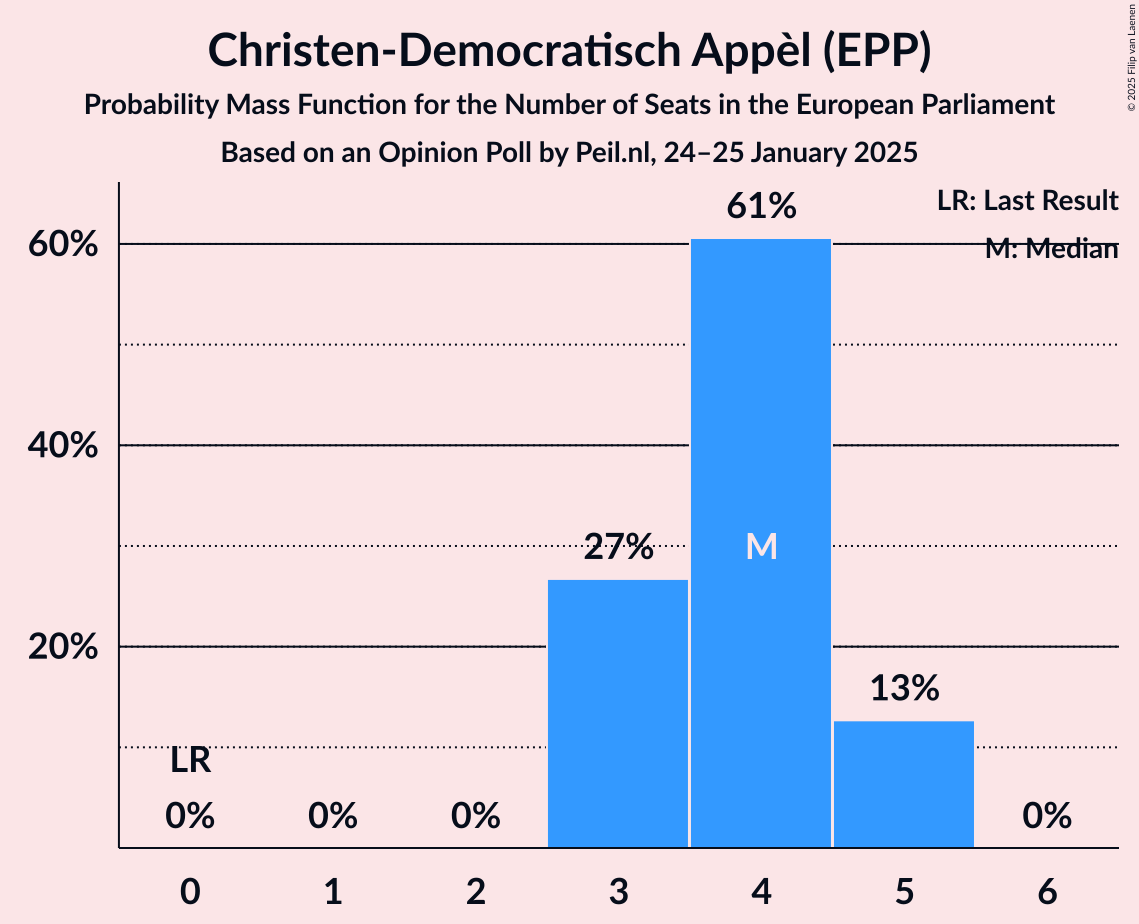 Christen-Democratisch Appèl (EPP)
Probability Mass Function for the Number of Seats in the European Parliament
Based on an Opinion Poll by Peil.nl, 24–25 January 2025
© 2025 Filip van Laenen
LR: Last Result
M: Median
61%
60%
40%
27%
M
20%
13%
LR
0%
0%
0%
0%
0
1
2
3
4
5
6